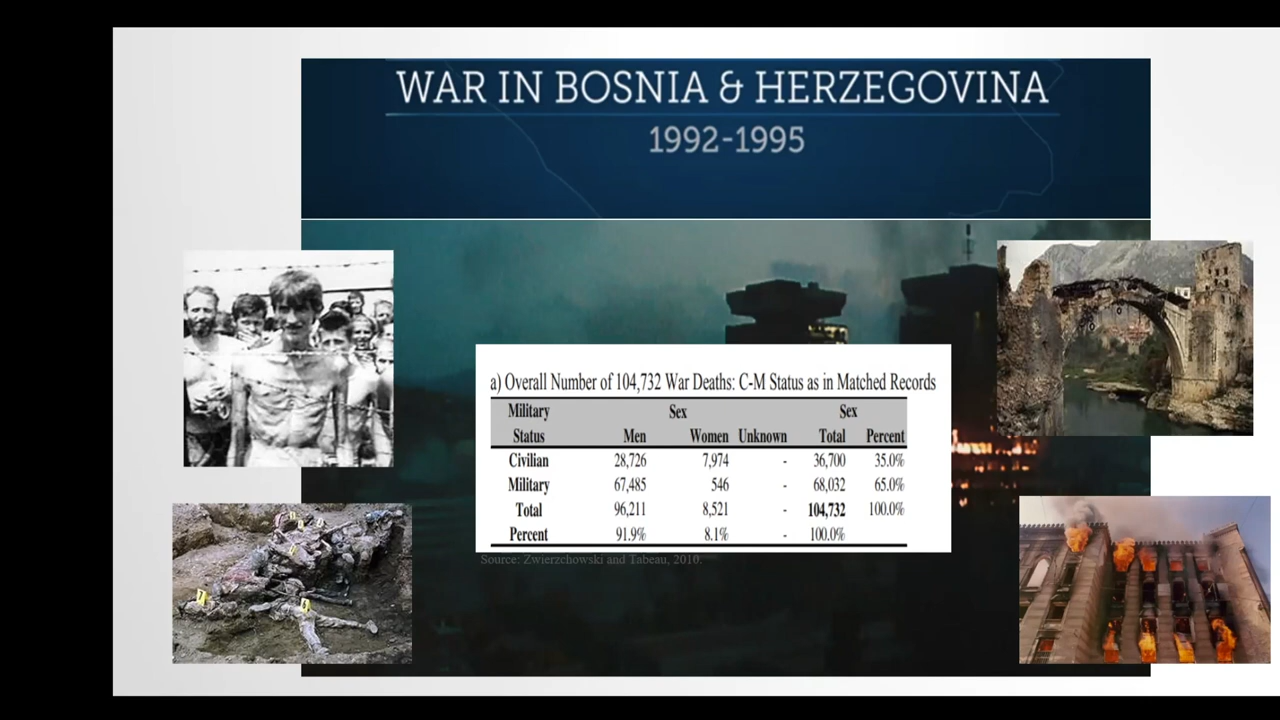 WAR IN BOSNIA & HERZEGOVINA
1992-1995
a) Overall Number of 104,732 War Deaths: C-M Status as in Matched Records
Military Sex Sex
Status Men Women Unknown Total Percent
Civilian 28,726 7,974 - 36,700 35.0%
Military 67,485 546 - 68,032 65.0%
Total 96,211 8,521 - 104,732 100.0%
Percent 91.9% 8.1% - 100.0%
Source: Zwierzchowski and Tabeau, 2010.